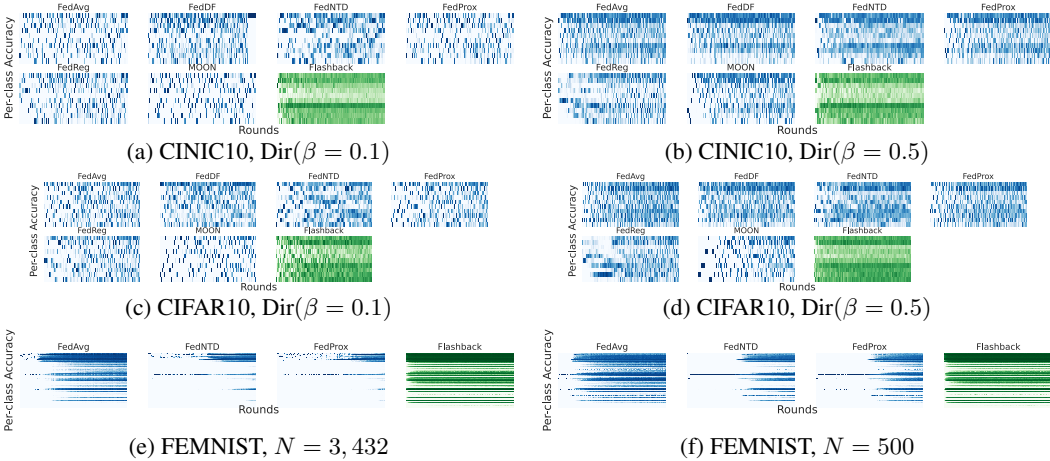 FedAvg FedDF FedNTD FedProx
Per-class Accuracy
FedReg MOON Flashback
Rounds
(a) CINIC10, Dir(β = 0.1)
FedAvg FedDF FedNTD FedProx
Per-class Accuracy
FedReg MOON Flashback
Rounds
(b) CINIC10, Dir(β = 0.5)
FedAvg FedDF FedNTD FedProx
Per-class Accuracy
FedReg MOON Flashback
Rounds
(c) CIFAR10, Dir(β = 0.1)
FedAvg FedDF FedNTD FedProx
Per-class Accuracy
FedReg MOON Flashback
Rounds
(d) CIFAR10, Dir(β = 0.5)
FedAvg FedNTD FedProx Flashback
Per-class Accuracy
Rounds
(e) FEMNIST, N = 3, 432
FedAvg FedNTD FedProx Flashback
Per-class Accuracy
Rounds
(f) FEMNIST, N = 500